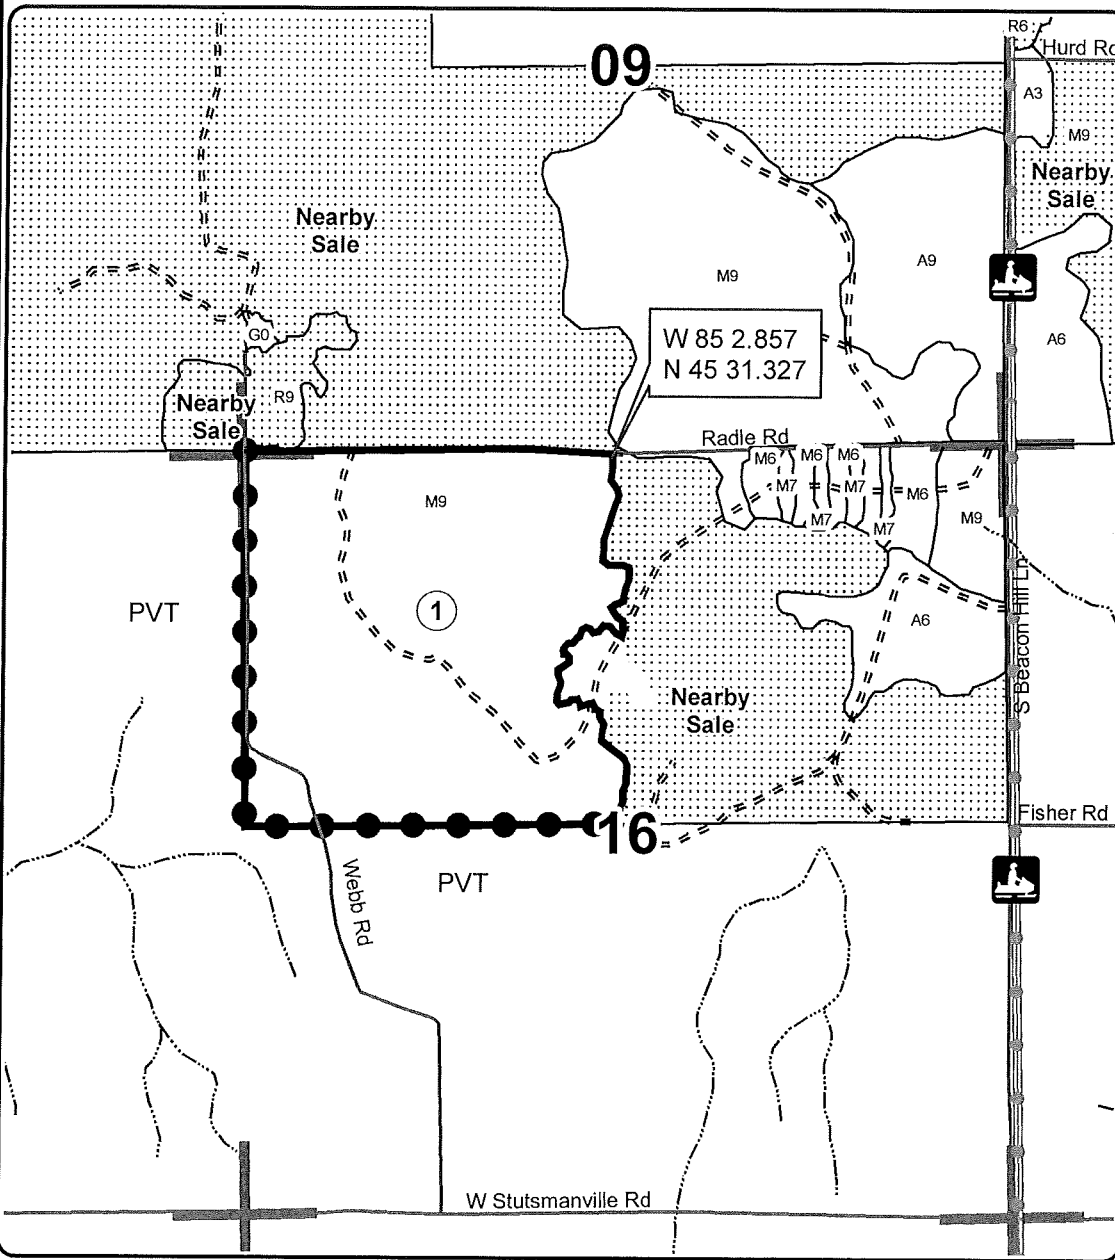 R6
Hurd Rd
09
A3
M9
Nearby
Sale
Nearby
Sale
A9
M9
G0
W 85 2.857
N 45 31.327
A6
R9
Nearby
Sale
Radle Rd
M6
M6
M6
M7
M7
M6
M9
M7
M7
M9
S Beacon Hill Ln
PVT
1
A6
Nearby
Sale
Fisher Rd
16
Webb Rd
PVT
W Stutsmanville Rd